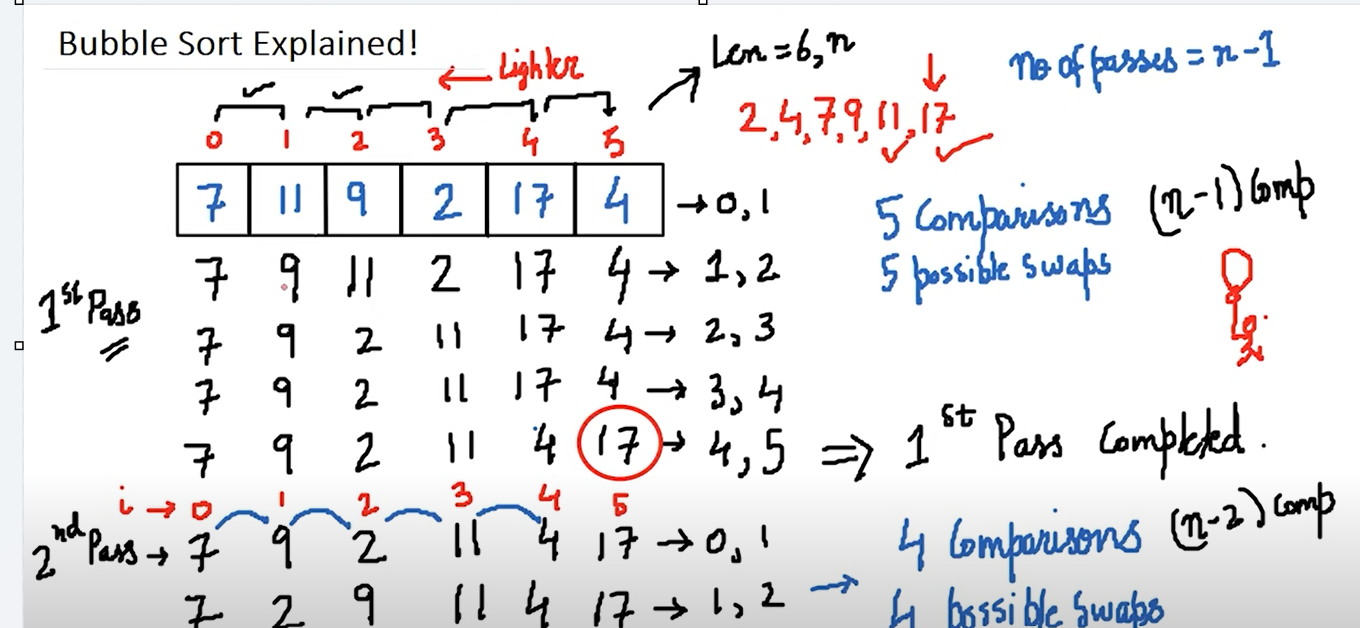 Bubble Sort Explained!
← Lighter
Len = 6, n
no of passes = n-1
0 1 2 3 4 5
2,4,7,9,11,17
7 11 9 2 17 4 → 0,1
5 Comparisons (n-1) Comp
7 9 11 2 17 4 → 1,2
5 possible swaps
1st Pass
7 9 2 11 17 4 → 2,3
7 9 2 11 17 4 → 3,4
7 9 2 11 4 17 → 4,5 ⇒ 1st Pass Completed.
i → 0 1 2 3 4 5
2nd Pass → 7 9 2 11 4 17 → 0,1
4 Comparisons (n-2) Comp
7 2 9 11 4 17 → 1,2
→ 4 possible swaps